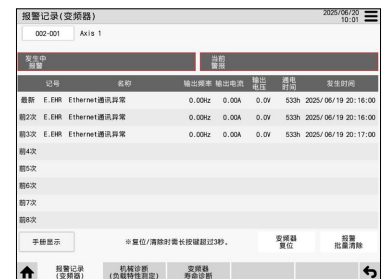 报警记录(变频器)
2025/06/20
10:01
002-001 Axis 1
发生中
报警
当前
警报
记号 名称 输出频率 输出电流 输出电压 通电时间 发生时间
最新 E.EHR Ethernet通讯异常 0.00Hz 0.00A 0.0V 533h 2025/06/19 20:16:00
前2次 E.EHR Ethernet通讯异常 0.00Hz 0.00A 0.0V 533h 2025/06/19 20:16:00
前3次 E.EHR Ethernet通讯异常 0.00Hz 0.00A 0.0V 533h 2025/06/19 20:17:00
前4次
前5次
前6次
前7次
前8次
手册显示 ※复位/清除时需长按键超过3秒。 变频器复位 报警批量清除
报警记录
(变频器)
机械诊断
(负载特性测定)
变频器
寿命诊断